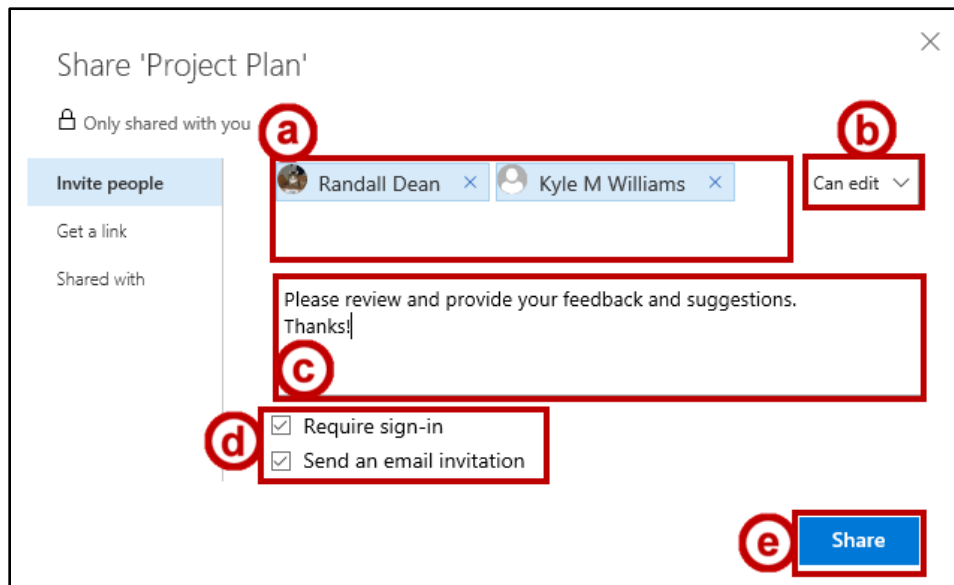 Share 'Project Plan'
Only shared with you
a
b
Invite people
Randall Dean × Kyle M Williams ×
Can edit
Get a link
Shared with
Please review and provide your feedback and suggestions.
Thanks!
c
d
Require sign-in
Send an email invitation
e
Share